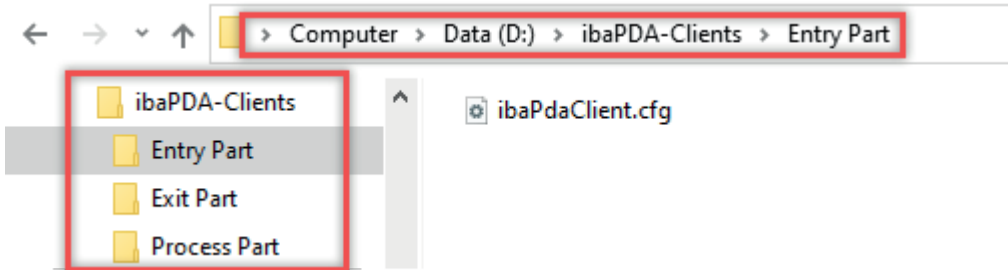 Computer > Data (D:) > ibaPDA-Clients > Entry Part
ibaPDA-Clients
ibaPdaClient.cfg
Entry Part
Exit Part
Process Part